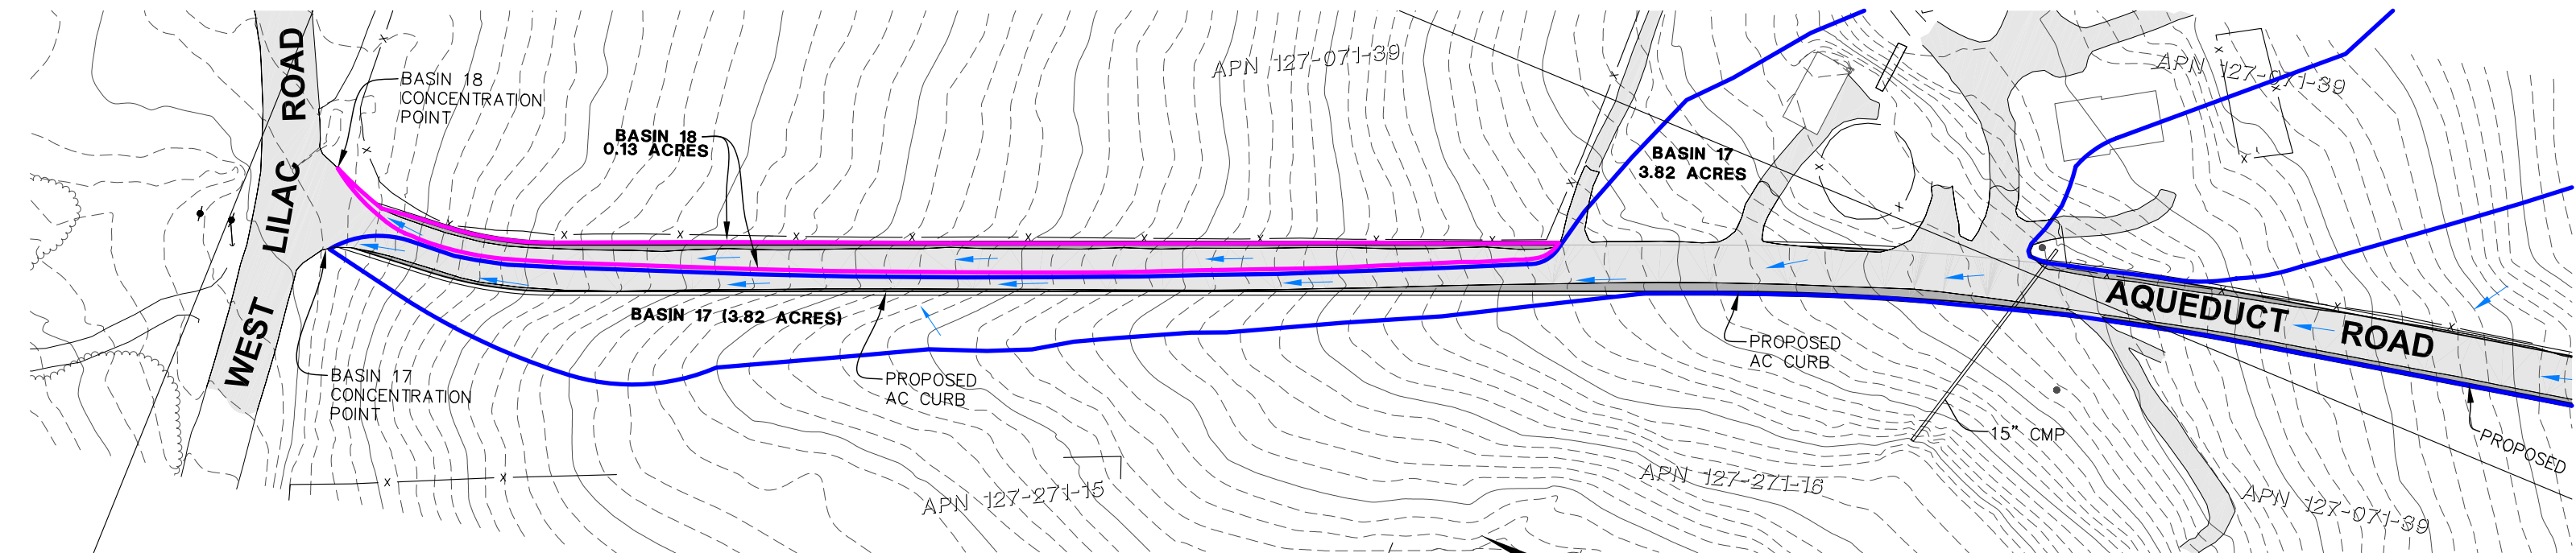 WEST LILAC ROAD
BASIN 18
CONCENTRATION
POINT
BASIN 18
0.13 ACRES
APN 127-071-39
BASIN 17
3.82 ACRES
APN 127-071-39
BASIN 17 (3.82 ACRES)
AQUEDUCT ROAD
BASIN 17
CONCENTRATION
POINT
PROPOSED
AC CURB
PROPOSED
AC CURB
15" CMP
PROPOSED
APN 127-271-15
APN 127-271-16
APN 127-071-39